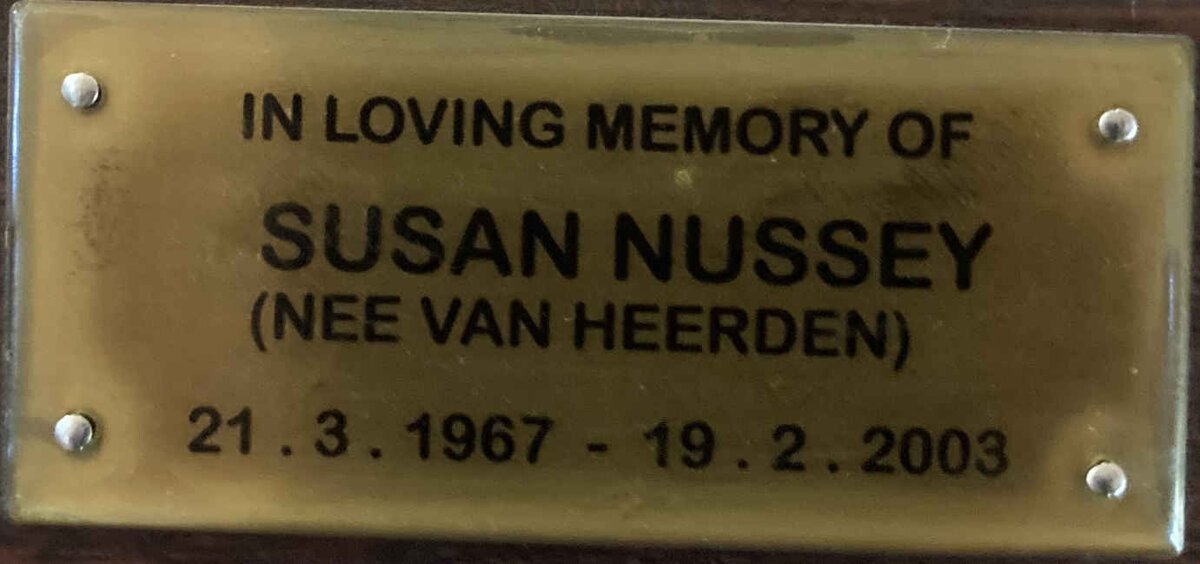 IN LOVING MEMORY OF
SUSAN NUSSEY
(NEE VAN HEERDEN)
21 . 3 . 1967 - 19 . 2 . 2003